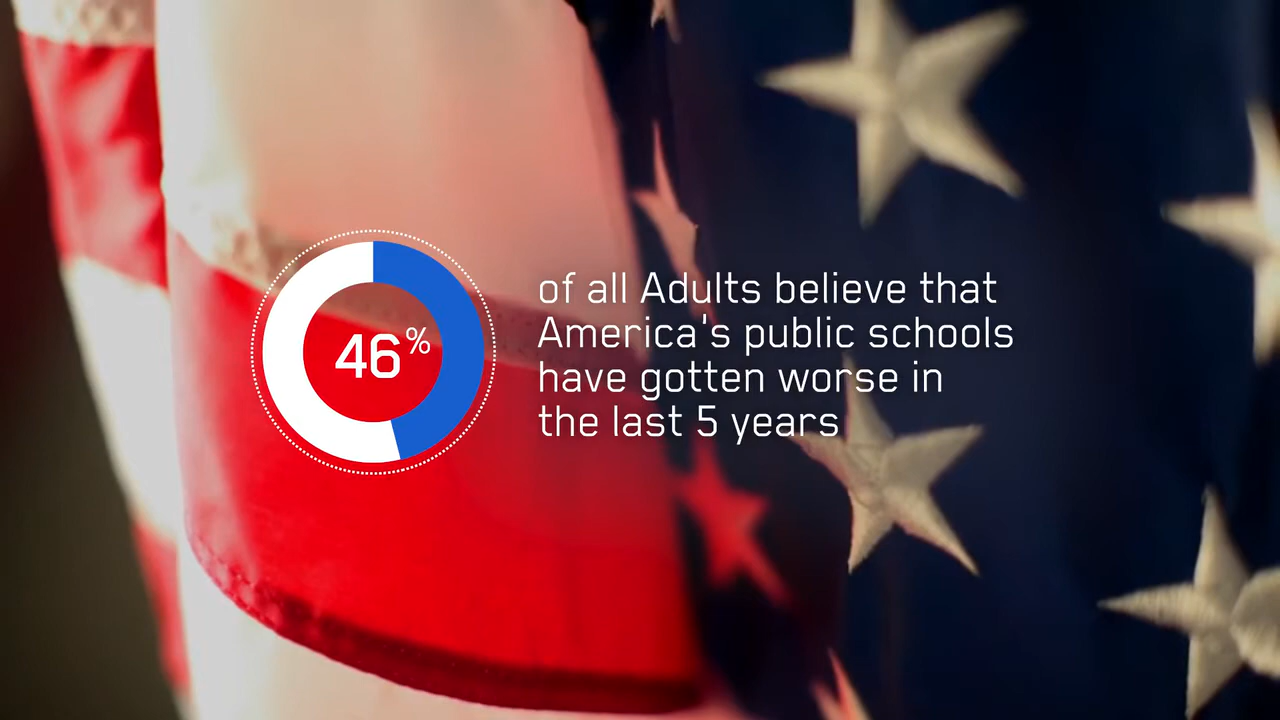 46%
of all Adults believe that
America's public schools
have gotten worse in
the last 5 years